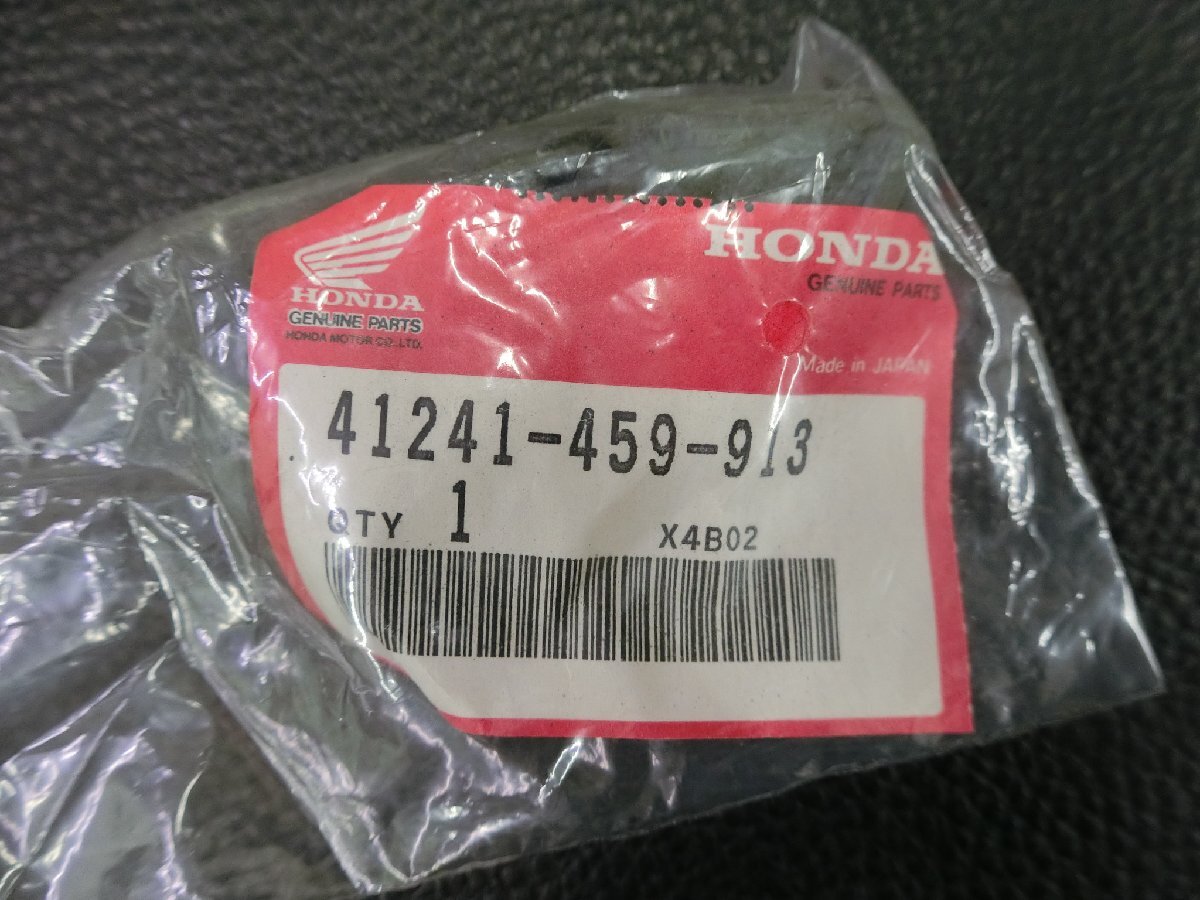 HONDA
GENUINE PARTS
HONDA MOTOR CO., LTD.
HONDA
GENUINE PARTS
Made in JAPAN
41241-459-913
QTY 1 X4B02